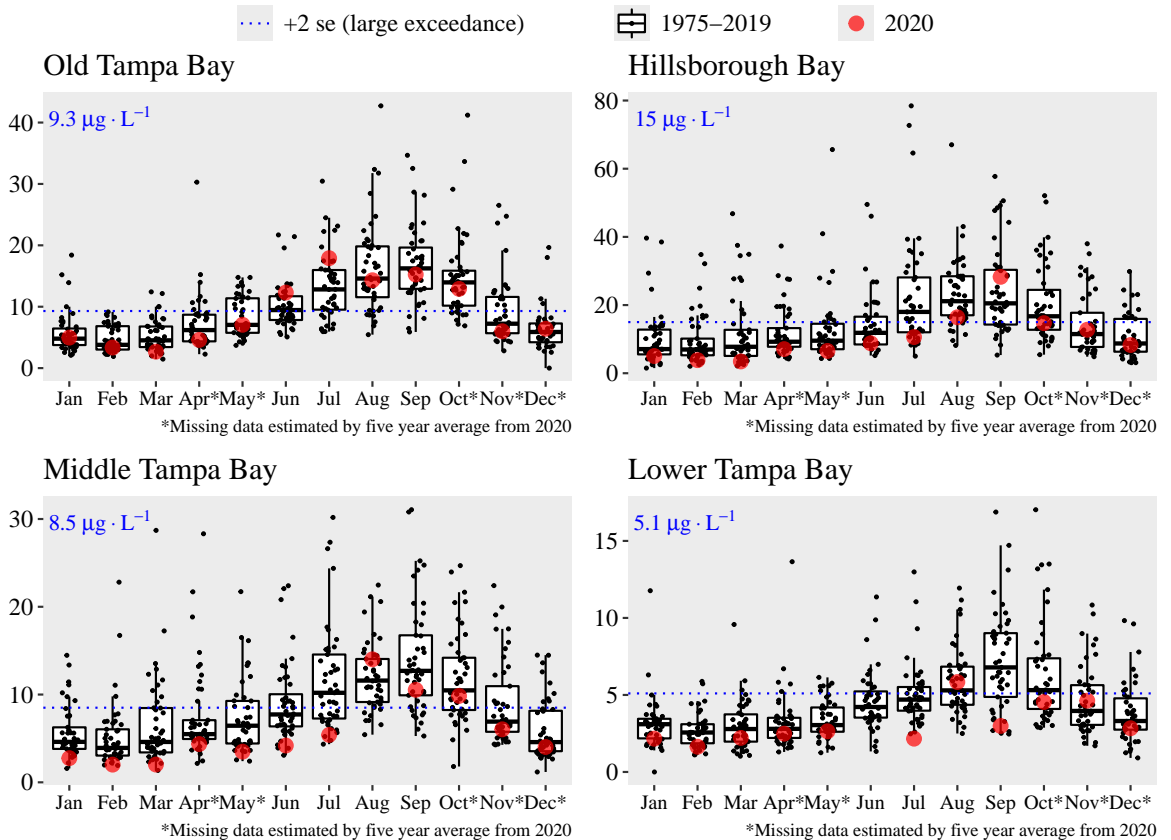 +2 se (large exceedance) 1975–2019 2020
Old Tampa Bay
9.3 µg · L⁻¹
40
30
20
10
0
Jan Feb Mar Apr* May* Jun Jul Aug Sep Oct* Nov* Dec*
*Missing data estimated by five year average from 2020
Hillsborough Bay
15 µg · L⁻¹
80
60
40
20
0
Jan Feb Mar Apr* May* Jun Jul Aug Sep Oct* Nov* Dec*
*Missing data estimated by five year average from 2020
Middle Tampa Bay
8.5 µg · L⁻¹
30
20
10
0
Jan Feb Mar Apr* May* Jun Jul Aug Sep Oct* Nov* Dec*
*Missing data estimated by five year average from 2020
Lower Tampa Bay
5.1 µg · L⁻¹
15
10
5
0
Jan Feb Mar Apr* May* Jun Jul Aug Sep Oct* Nov* Dec*
*Missing data estimated by five year average from 2020